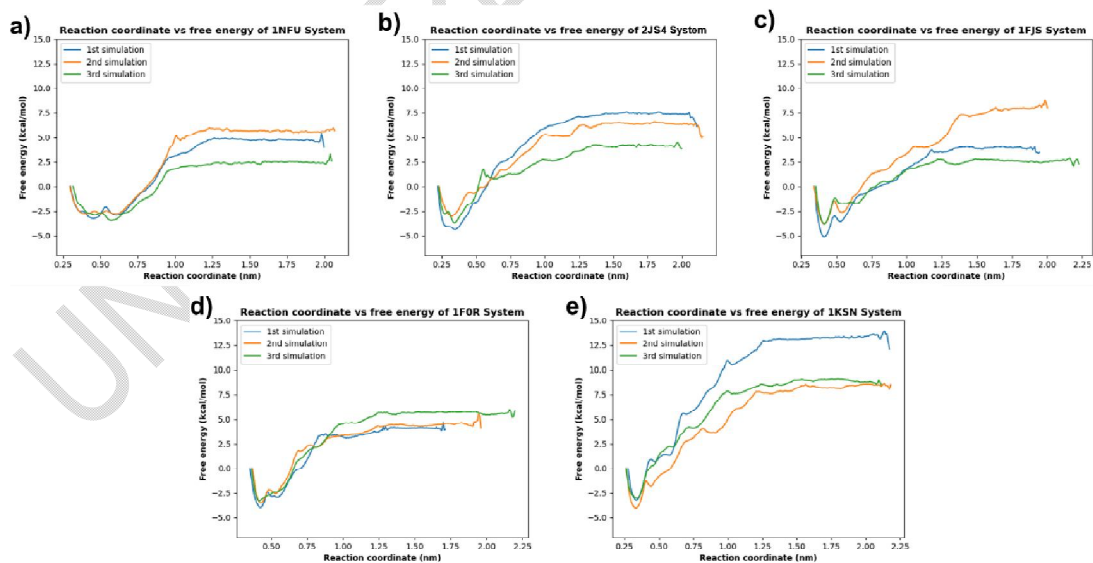 a)
Reaction coordinate vs free energy of 1NFU System
Free energy (kcal/mol)
15.0
12.5
10.0
7.5
5.0
2.5
0.0
−2.5
−5.0
1st simulation
2nd simulation
3rd simulation
0.25 0.50 0.75 1.00 1.25 1.50 1.75 2.00
Reaction coordinate (nm)
b)
Reaction coordinate vs free energy of 2JS4 System
Free energy (kcal/mol)
15.0
12.5
10.0
7.5
5.0
2.5
0.0
−2.5
−5.0
1st simulation
2nd simulation
3rd simulation
0.25 0.50 0.75 1.00 1.25 1.50 1.75 2.00
Reaction coordinate (nm)
c)
Reaction coordinate vs free energy of 1FJS System
Free energy (kcal/mol)
15.0
12.5
10.0
7.5
5.0
2.5
0.0
−2.5
−5.0
1st simulation
2nd simulation
3rd simulation
0.25 0.50 0.75 1.00 1.25 1.50 1.75 2.00 2.25
Reaction coordinate (nm)
d)
Reaction coordinate vs free energy of 1F0R System
Free energy (kcal/mol)
15.0
12.5
10.0
7.5
5.0
2.5
0.0
−2.5
−5.0
1st simulation
2nd simulation
3rd simulation
0.50 0.75 1.00 1.25 1.50 1.75 2.00 2.25
Reaction coordinate (nm)
e)
Reaction coordinate vs free energy of 1KSN System
Free energy (kcal/mol)
15.0
12.5
10.0
7.5
5.0
2.5
0.0
−2.5
−5.0
1st simulation
2nd simulation
3rd simulation
0.25 0.50 0.75 1.00 1.25 1.50 1.75 2.00 2.25
Reaction coordinate (nm)
UN